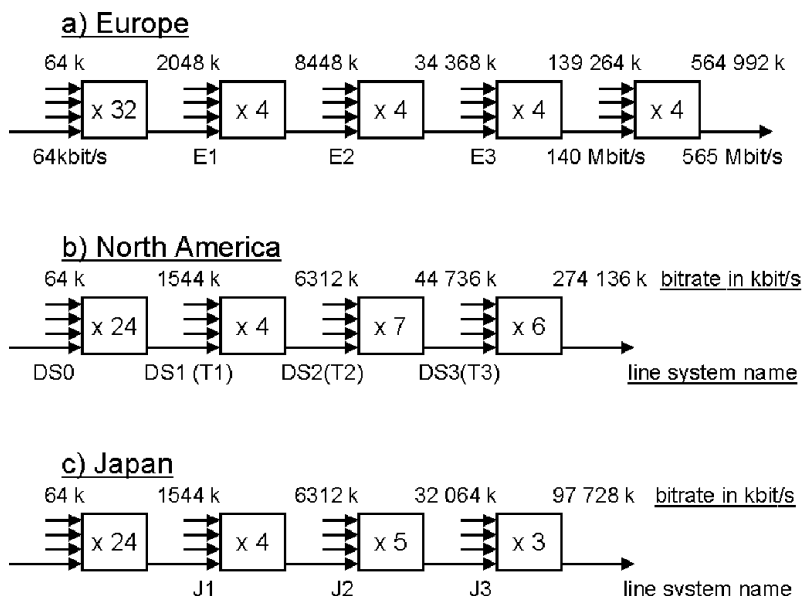 a) Europe
64 k 2048 k 8448 k 34 368 k 139 264 k 564 992 k
x 32 x 4 x 4 x 4 x 4
64kbit/s E1 E2 E3 140 Mbit/s 565 Mbit/s
b) North America
64 k 1544 k 6312 k 44 736 k 274 136 k bitrate in kbit/s
x 24 x 4 x 7 x 6
DS0 DS1 (T1) DS2(T2) DS3(T3) line system name
c) Japan
64 k 1544 k 6312 k 32 064 k 97 728 k bitrate in kbit/s
x 24 x 4 x 5 x 3
J1 J2 J3 line system name